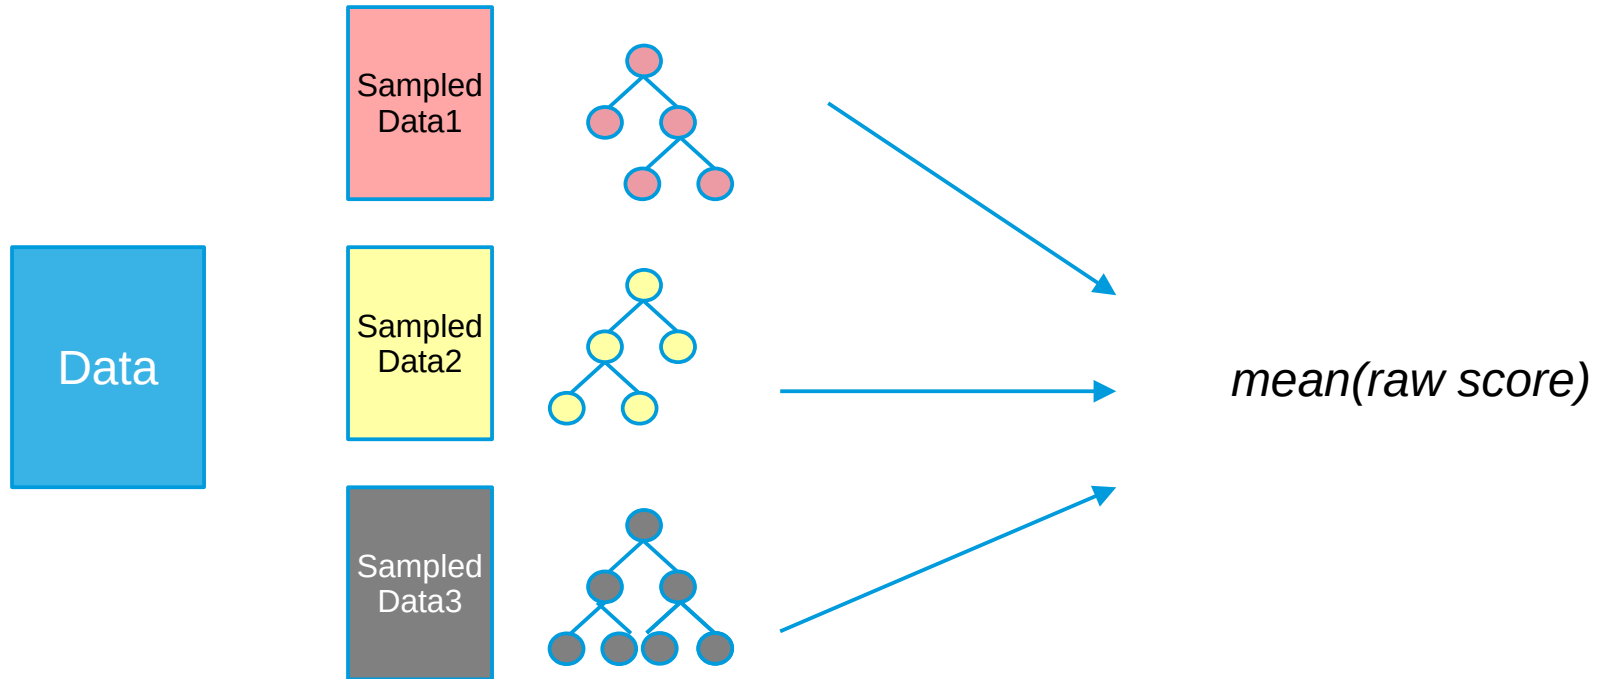 Sampled
Data1
Data
Sampled
Data2
mean(raw score)
Sampled
Data3